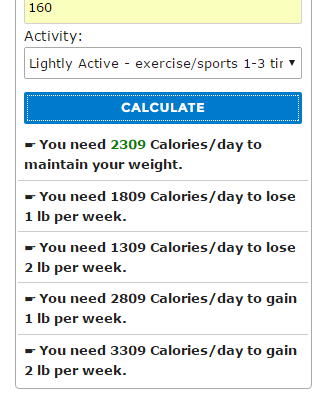 160
Activity:
Lightly Active - exercise/sports 1-3 tir
CALCULATE
☛ You need 2309 Calories/day to
maintain your weight.
☛ You need 1809 Calories/day to lose
1 lb per week.
☛ You need 1309 Calories/day to lose
2 lb per week.
☛ You need 2809 Calories/day to gain
1 lb per week.
☛ You need 3309 Calories/day to gain
2 lb per week.